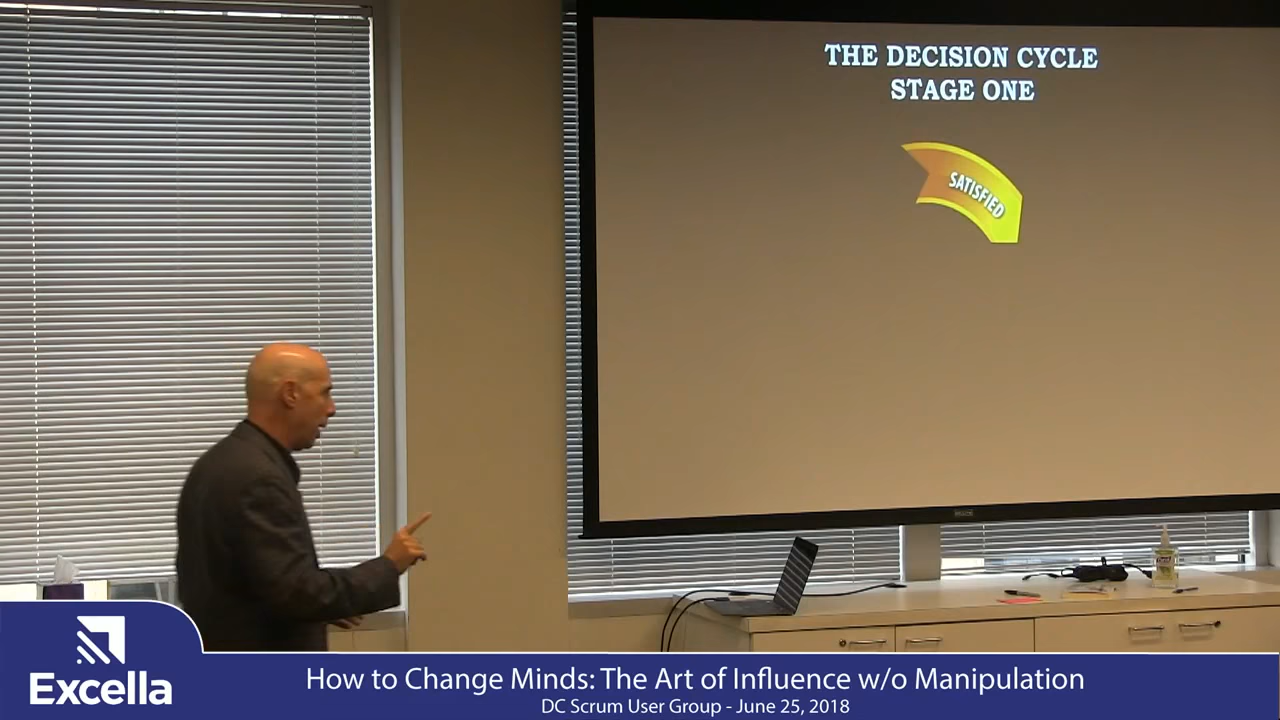 THE DECISION CYCLE
STAGE ONE
SATISFIED
Excella
How to Change Minds: The Art of Influence w/o Manipulation
DC Scrum User Group - June 25, 2018